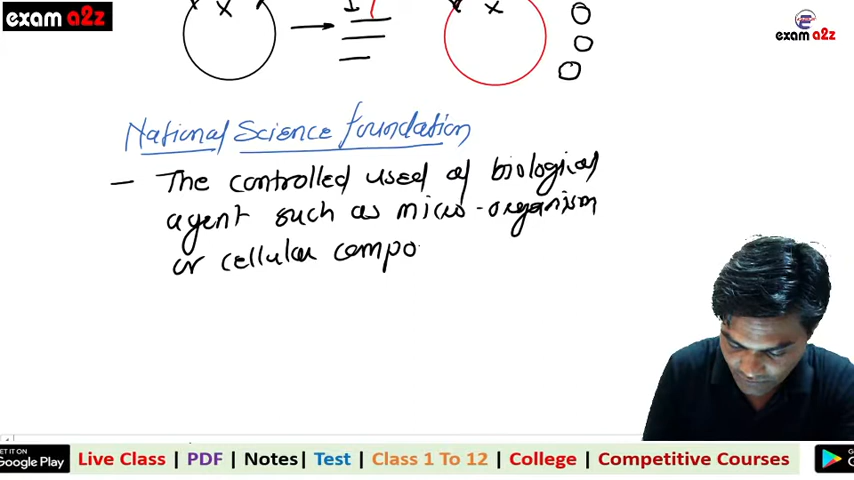 exam a2z
exam a2z
National Science foundation
- The controlled used of biological
agent such as micro-organism
or cellular compo
GET IT ON
Google Play
Live Class | PDF | Notes | Test | Class 1 To 12 | College | Competitive Courses